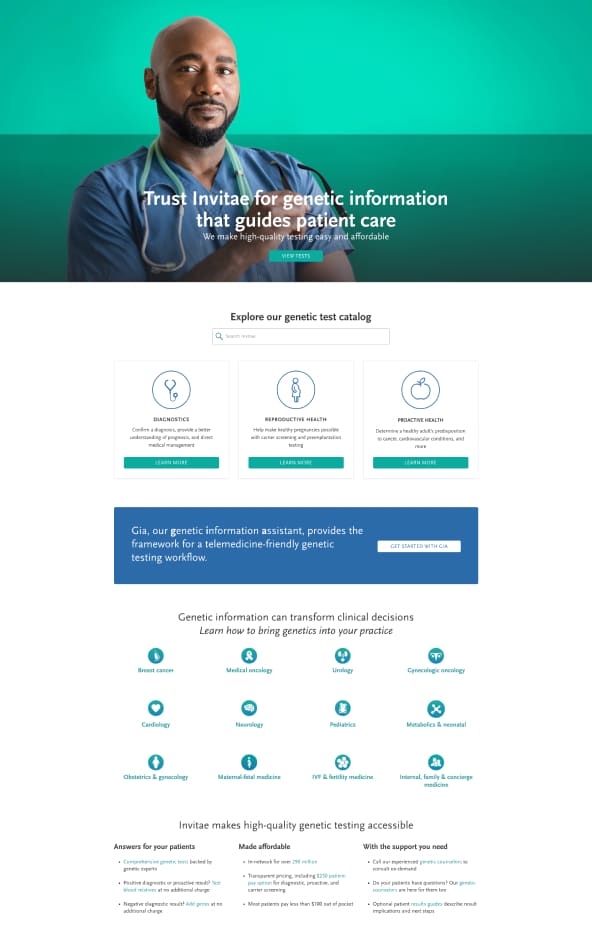 Trust Invitae for genetic information
that guides patient care
We make high-quality testing easy and affordable
VIEW TESTS
Explore our genetic test catalog
Search Invitae
DIAGNOSTICS
Confirm a diagnosis, provide a better
understanding of prognosis, and direct
medical management
LEARN MORE
REPRODUCTIVE HEALTH
Help make healthy pregnancies possible
with carrier screening and preimplantation
testing
LEARN MORE
PROACTIVE HEALTH
Determine a healthy adult's predisposition
to cancer, cardiovascular conditions, and
more
LEARN MORE
Gia, our genetic information assistant, provides the
framework for a telemedicine-friendly genetic
testing workflow.
GET STARTED WITH GIA
Genetic information can transform clinical decisions
Learn how to bring genetics into your practice
Breast cancer
Medical oncology
Urology
Gynecologic oncology
Cardiology
Neurology
Pediatrics
Metabolics & neonatal
Obstetrics & gynecology
Maternal-fetal medicine
IVF & fertility medicine
Internal, family & concierge
medicine
Invitae makes high-quality genetic testing accessible
Answers for your patients
• Comprehensive genetic tests backed by
genetic experts
• Positive diagnostic or proactive result? Test
blood relatives at no additional charge
• Negative diagnostic result? Add genes at no
additional charge
Made affordable
• In-network for over 290 million
• Transparent pricing, including $250 patient-
pay option for diagnostic, proactive, and
carrier screening
• Most patients pay less than $100 out of pocket
With the support you need
• Call our experienced genetic counselors to
consult on-demand
• Do your patients have questions? Our genetic
counselors are here for them too
• Optional patient results guides describe result
implications and next steps